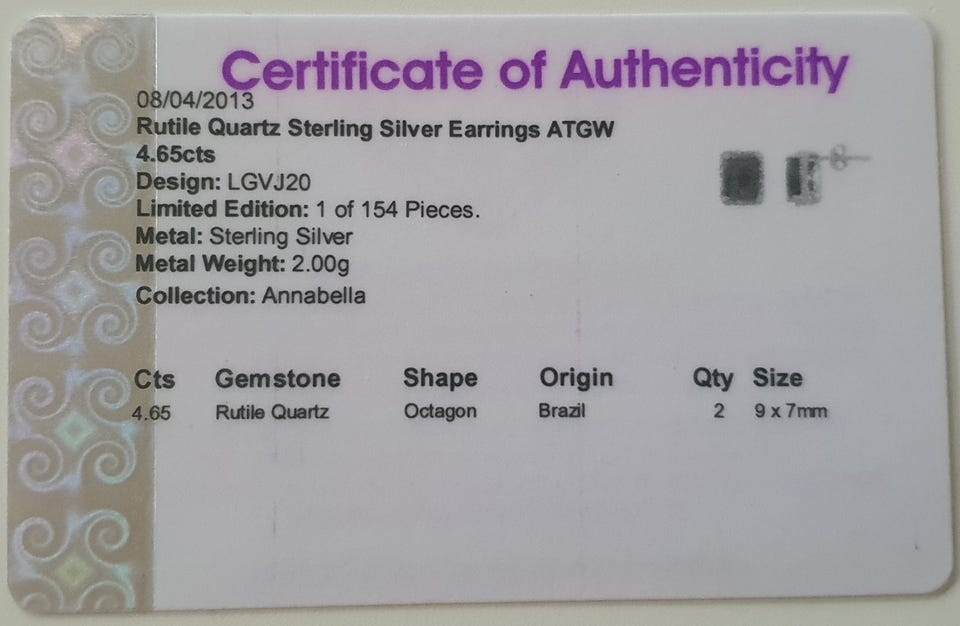 Certificate of Authenticity
08/04/2013
Rutile Quartz Sterling Silver Earrings ATGW
4.65cts
Design: LGVJ20
Limited Edition: 1 of 154 Pieces.
Metal: Sterling Silver
Metal Weight: 2.00g
Collection: Annabella
Cts Gemstone Shape Origin Qty Size
4.65 Rutile Quartz Octagon Brazil 2 9 x 7mm